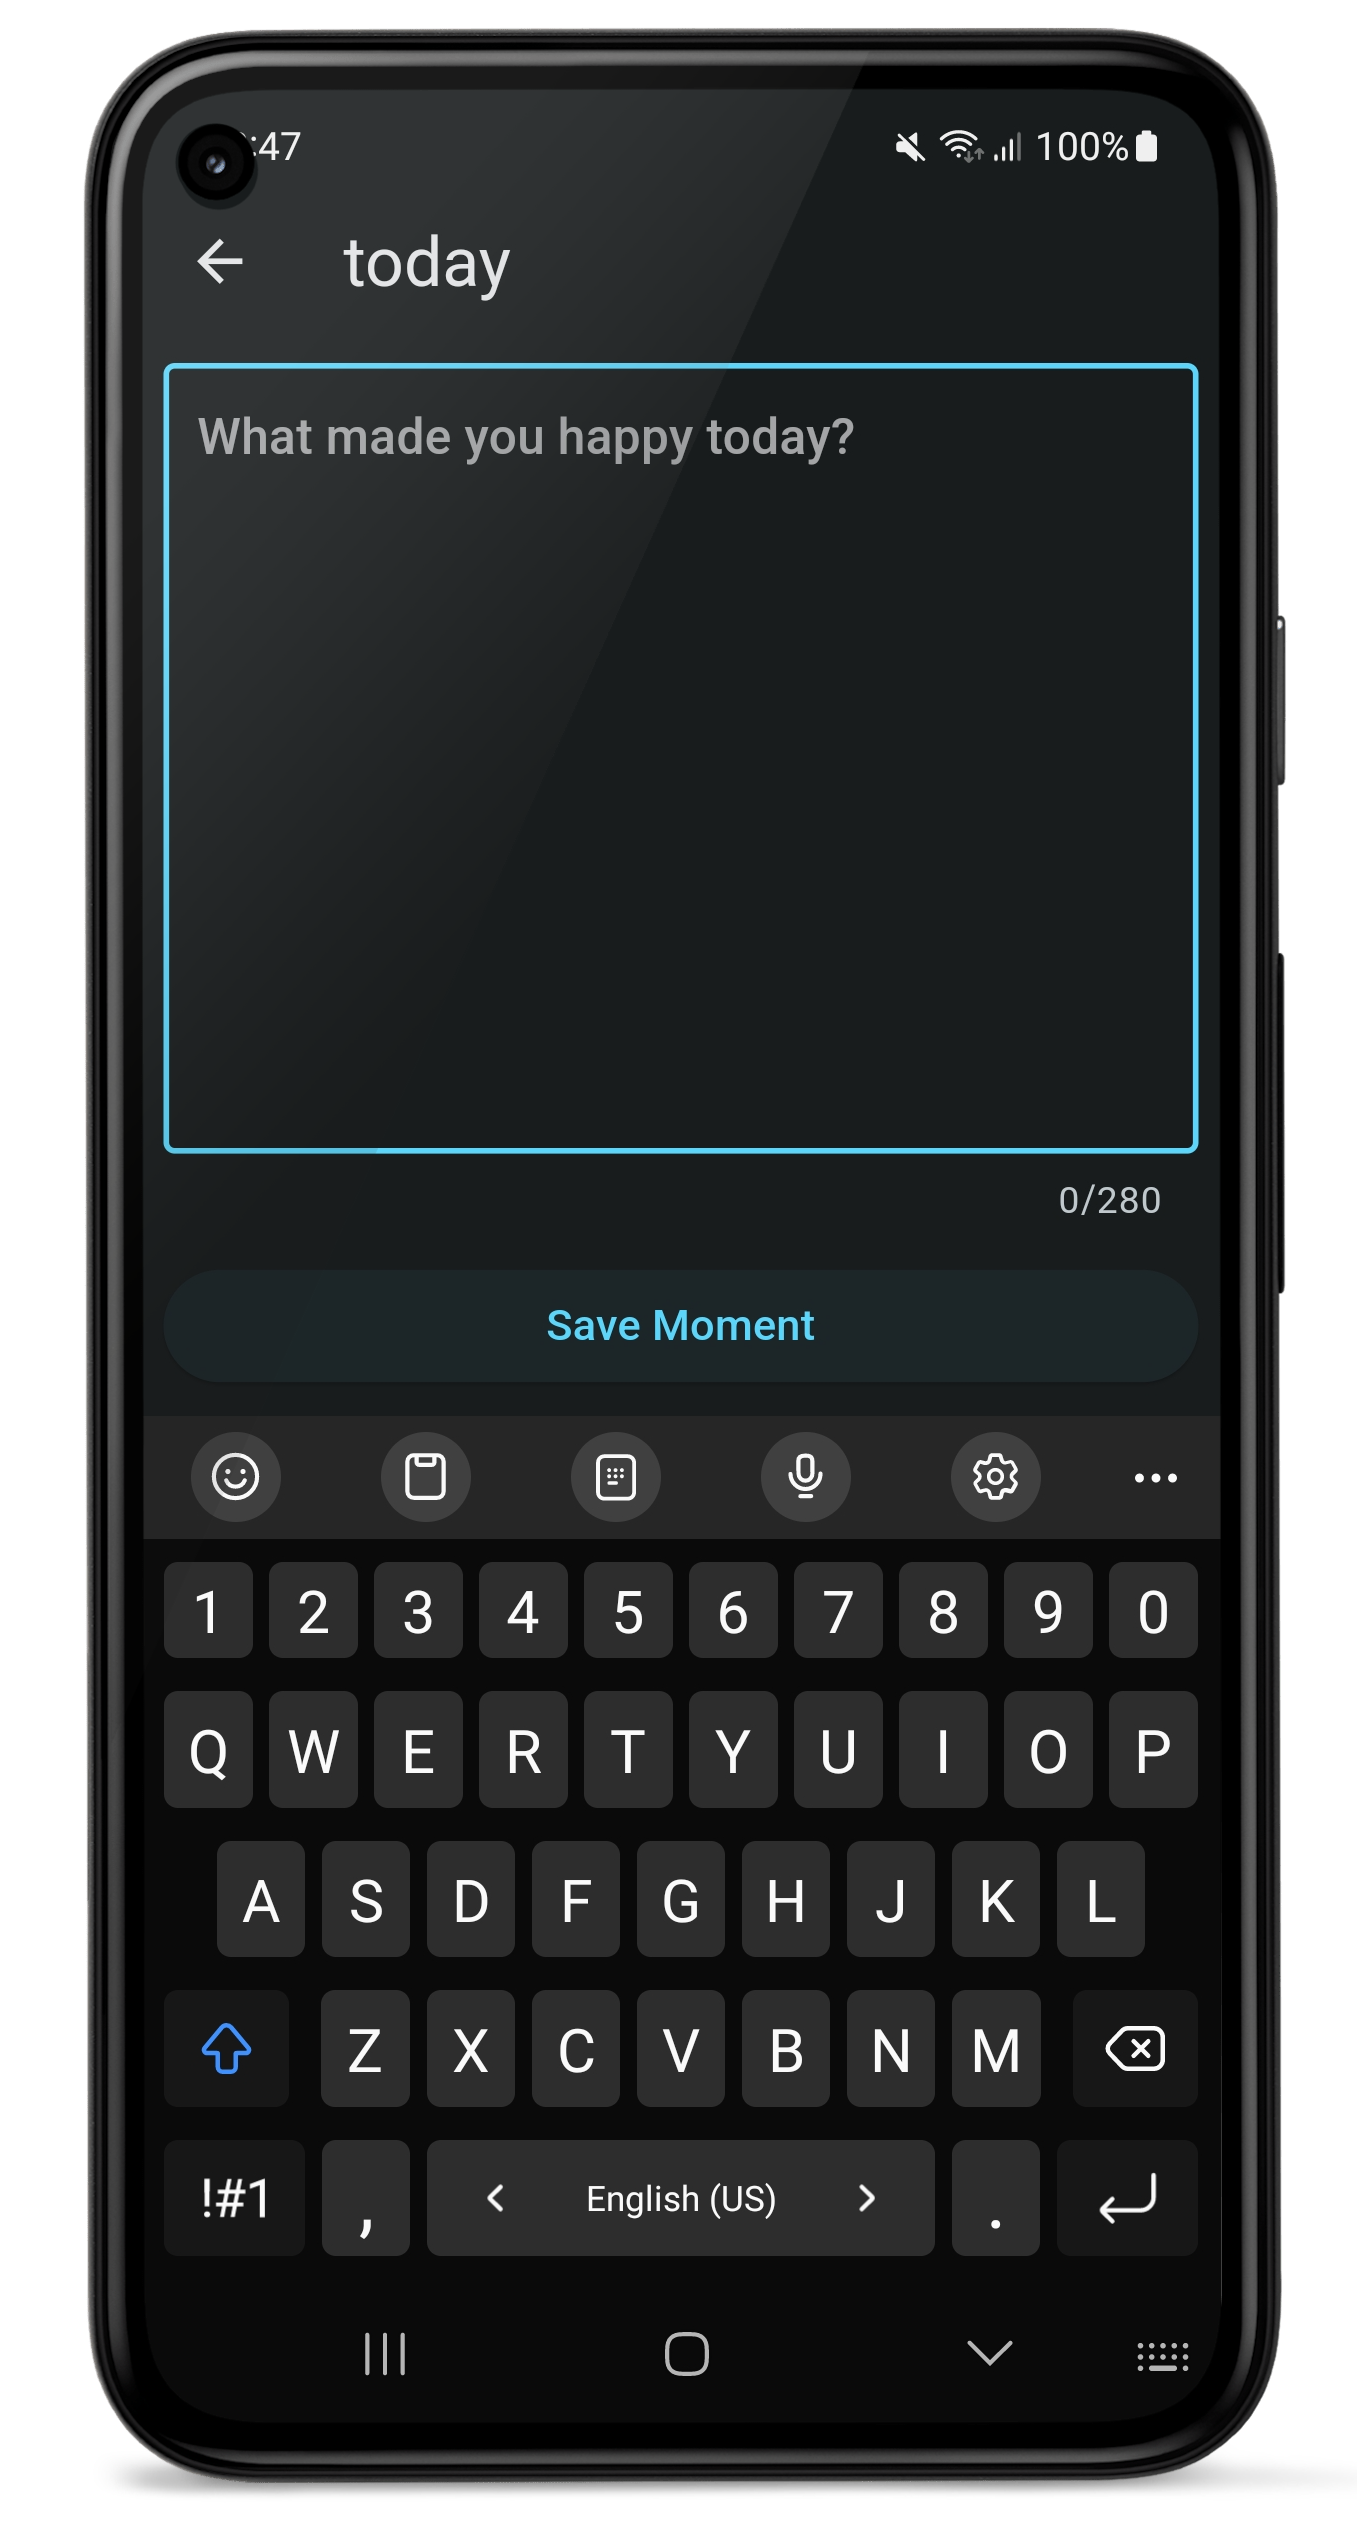 :47 100%
today
What made you happy today?
0/280
Save Moment
1 2 3 4 5 6 7 8 9 0
Q W E R T Y U I O P
A S D F G H J K L
Z X C V B N M
!#1 , < English (US) > .